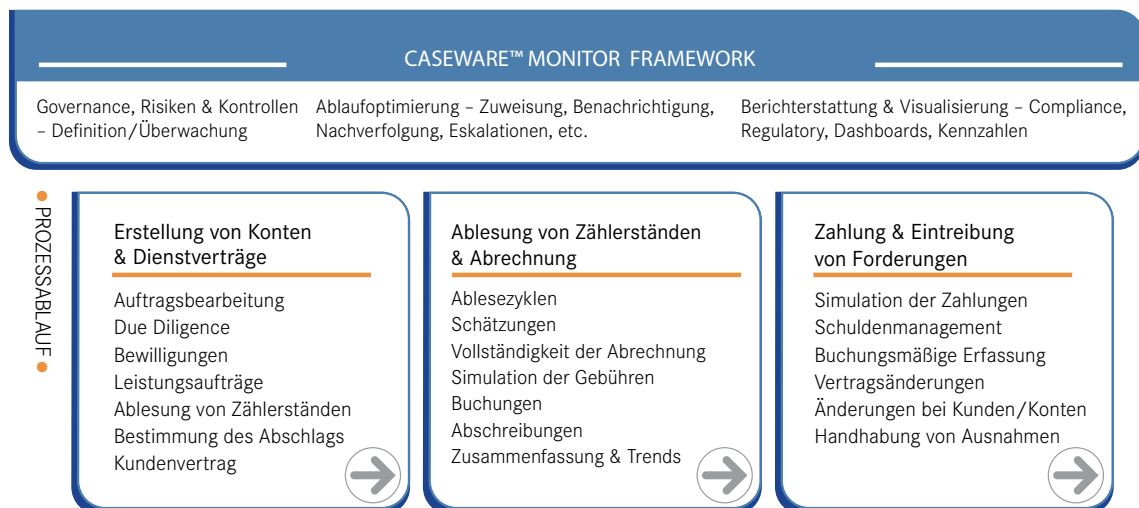 CASEWARE™ MONITOR FRAMEWORK
Governance, Risiken & Kontrollen
– Definition/Überwachung
Ablaufoptimierung – Zuweisung, Benachrichtigung,
Nachverfolgung, Eskalationen, etc.
Berichterstattung & Visualisierung – Compliance,
Regulatory, Dashboards, Kennzahlen
• PROZESSABLAUF •
Erstellung von Konten
& Dienstverträge
Auftragsbearbeitung
Due Diligence
Bewilligungen
Leistungsaufträge
Ablesung von Zählerständen
Bestimmung des Abschlags
Kundenvertrag
Ablesung von Zählerständen
& Abrechnung
Ablesezyklen
Schätzungen
Vollständigkeit der Abrechnung
Simulation der Gebühren
Buchungen
Abschreibungen
Zusammenfassung & Trends
Zahlung & Eintreibung
von Forderungen
Simulation der Zahlungen
Schuldenmanagement
Buchungsmäßige Erfassung
Vertragsänderungen
Änderungen bei Kunden/Konten
Handhabung von Ausnahmen